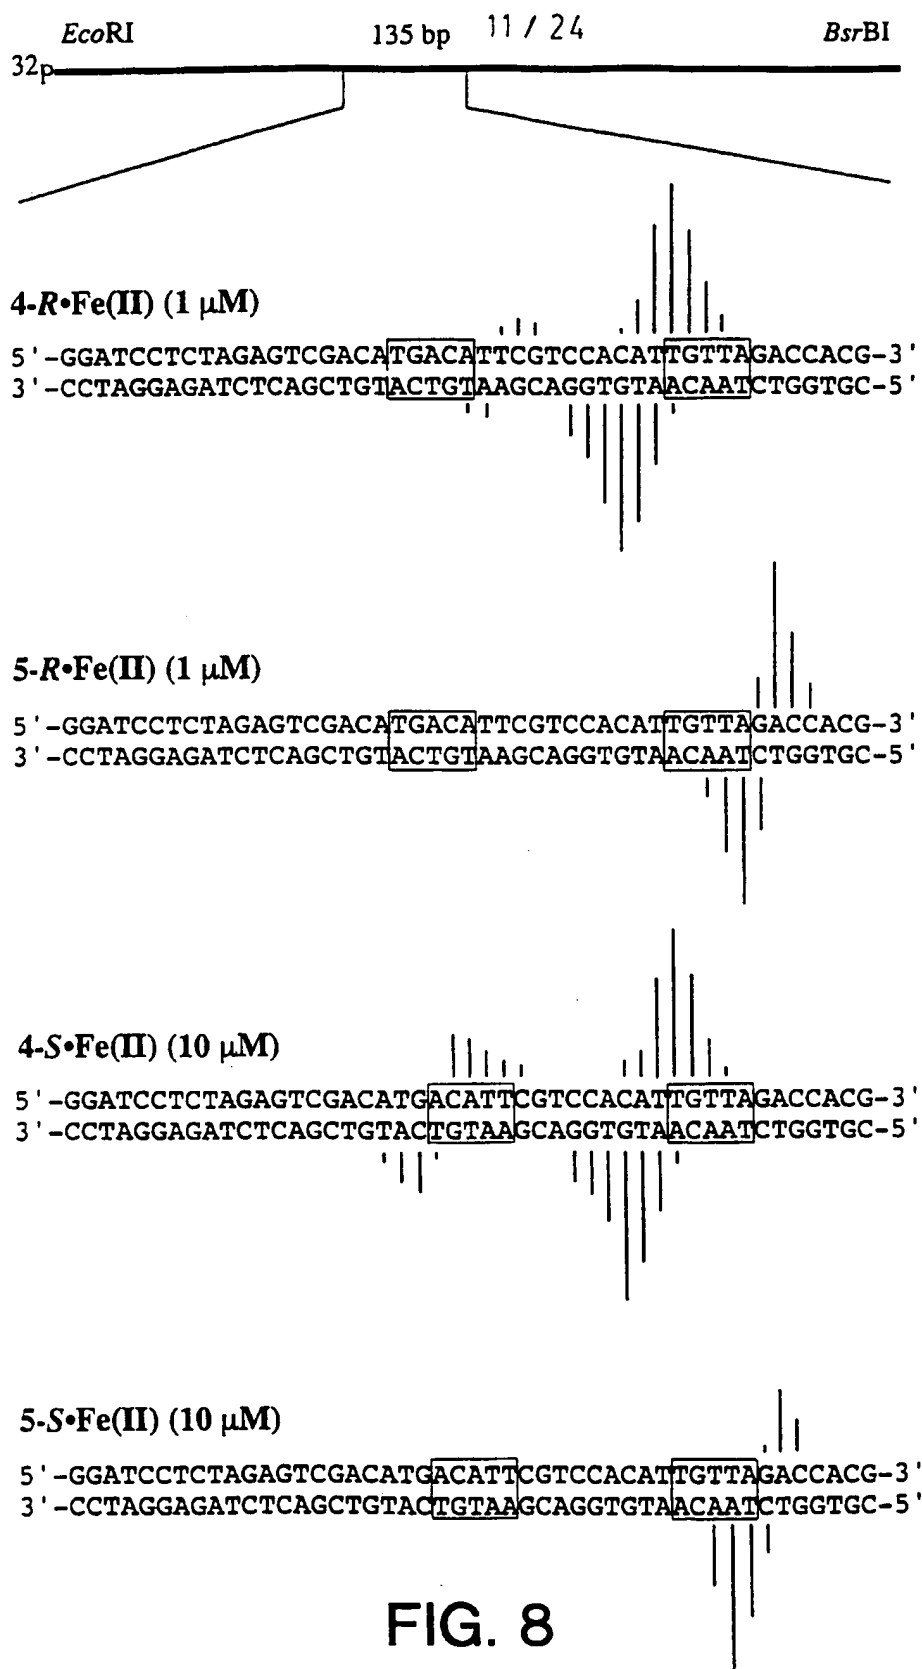 EcoRI 135 bp 11 / 24 BsrBI
32p
4-R•Fe(II) (1 μM)
5'-GGATCCTCTAGAGTCGACATGACATTCGTCCACATTGTTAGACCACG-3'
3'-CCTAGGAGATCTCAGCTGTACTGTAAGCAGGTGTAACAATCTGGTGC-5'
5-R•Fe(II) (1 μM)
5'-GGATCCTCTAGAGTCGACATGACATTCGTCCACATTGTTAGACCACG-3'
3'-CCTAGGAGATCTCAGCTGTACTGTAAGCAGGTGTAACAATCTGGTGC-5'
4-S•Fe(II) (10 μM)
5'-GGATCCTCTAGAGTCGACATGACATTCGTCCACATTGTTAGACCACG-3'
3'-CCTAGGAGATCTCAGCTGTACTGTAAGCAGGTGTAACAATCTGGTGC-5'
5-S•Fe(II) (10 μM)
5'-GGATCCTCTAGAGTCGACATGACATTCGTCCACATTGTTAGACCACG-3'
3'-CCTAGGAGATCTCAGCTGTACTGTAAGCAGGTGTAACAATCTGGTGC-5'
FIG. 8